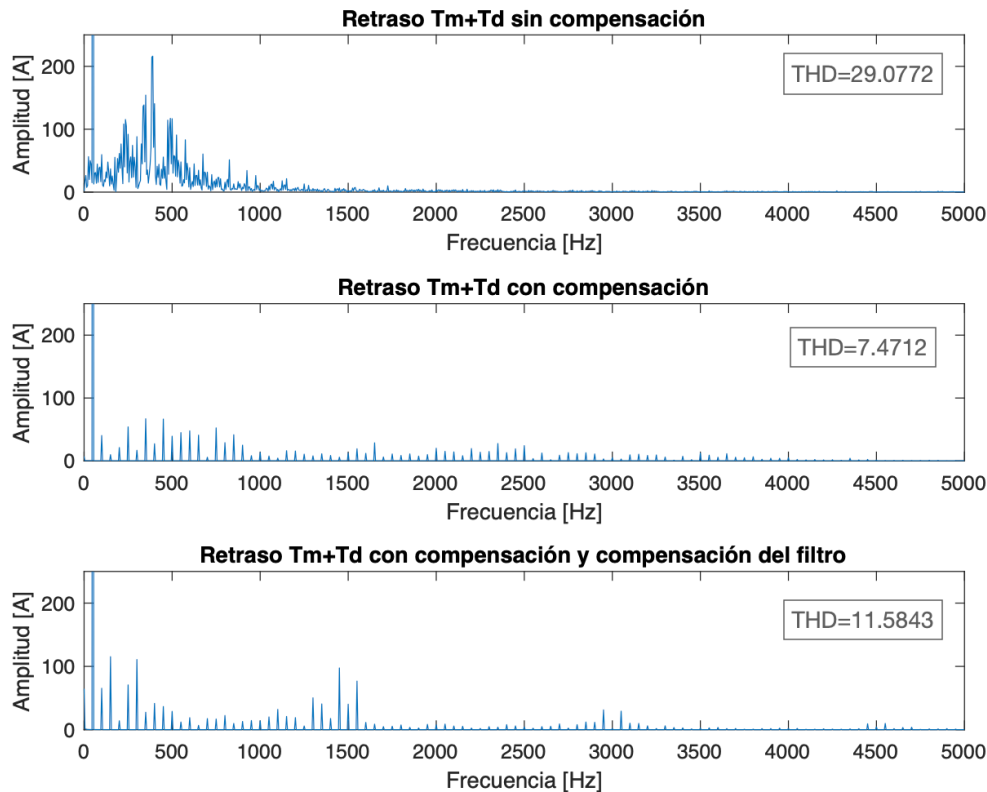 Retraso Tm+Td sin compensación
THD=29.0772
Amplitud [A]
200
100
0
0 500 1000 1500 2000 2500 3000 3500 4000 4500 5000
Frecuencia [Hz]
Retraso Tm+Td con compensación
THD=7.4712
Amplitud [A]
200
100
0
0 500 1000 1500 2000 2500 3000 3500 4000 4500 5000
Frecuencia [Hz]
Retraso Tm+Td con compensación y compensación del filtro
THD=11.5843
Amplitud [A]
200
100
0
0 500 1000 1500 2000 2500 3000 3500 4000 4500 5000
Frecuencia [Hz]